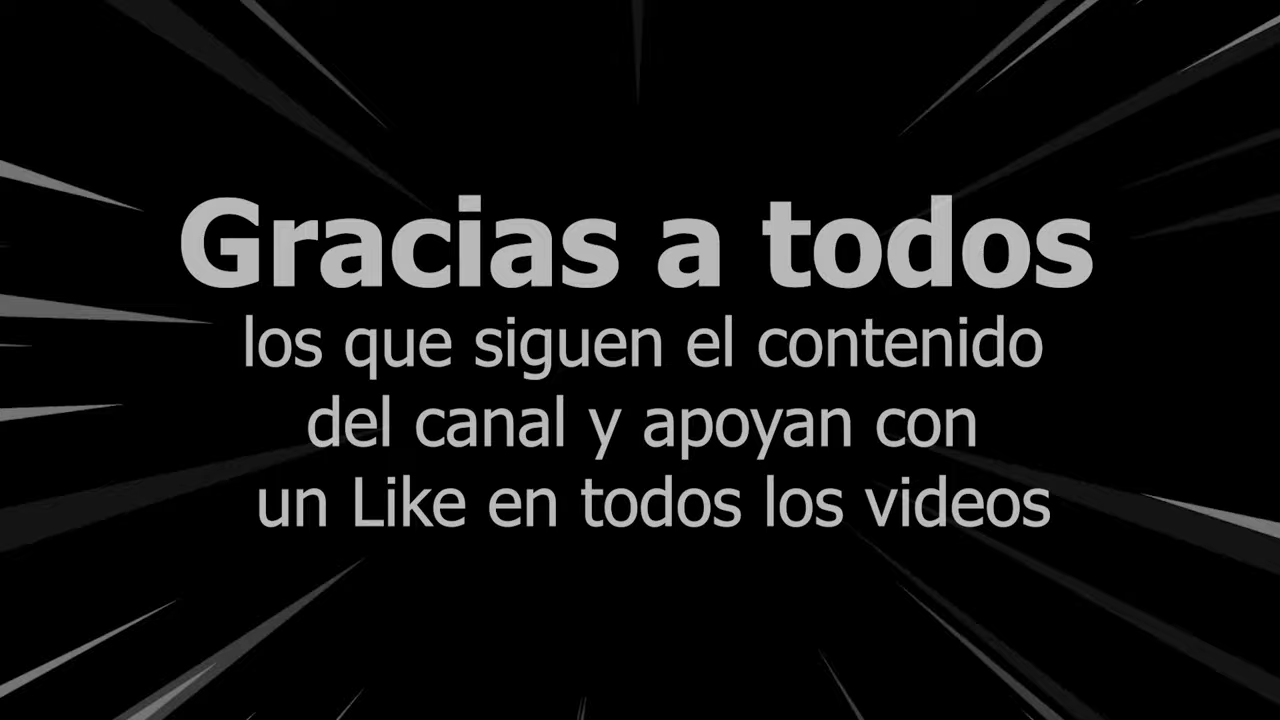 Gracias a todos
los que siguen el contenido
del canal y apoyan con
un Like en todos los videos